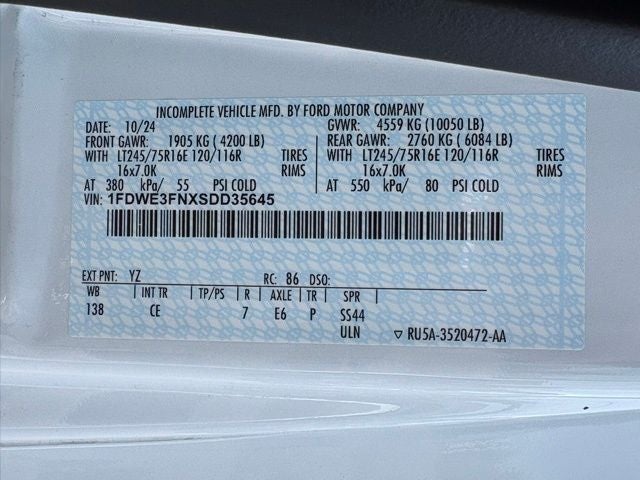 INCOMPLETE VEHICLE MFD. BY FORD MOTOR COMPANY
DATE: 10/24 GVWR: 4559 KG (10050 LB)
FRONT GAWR: 1905 KG ( 4200 LB) REAR GAWR: 2760 KG ( 6084 LB)
WITH LT245/75R16E 120/116R TIRES WITH LT245/75R16E 120/116R TIRES
16x7.0K RIMS 16x7.0K RIMS
AT 380 kPa/ 55 PSI COLD AT 550 kPa/ 80 PSI COLD
VIN: 1FDWE3FNXSDD35645
EXT PNT: YZ RC: 86 DSO:
WB INT TR TP/PS R AXLE TR SPR
138 CE 7 E6 P SS44
ULN ▽ RU5A-3520472-AA